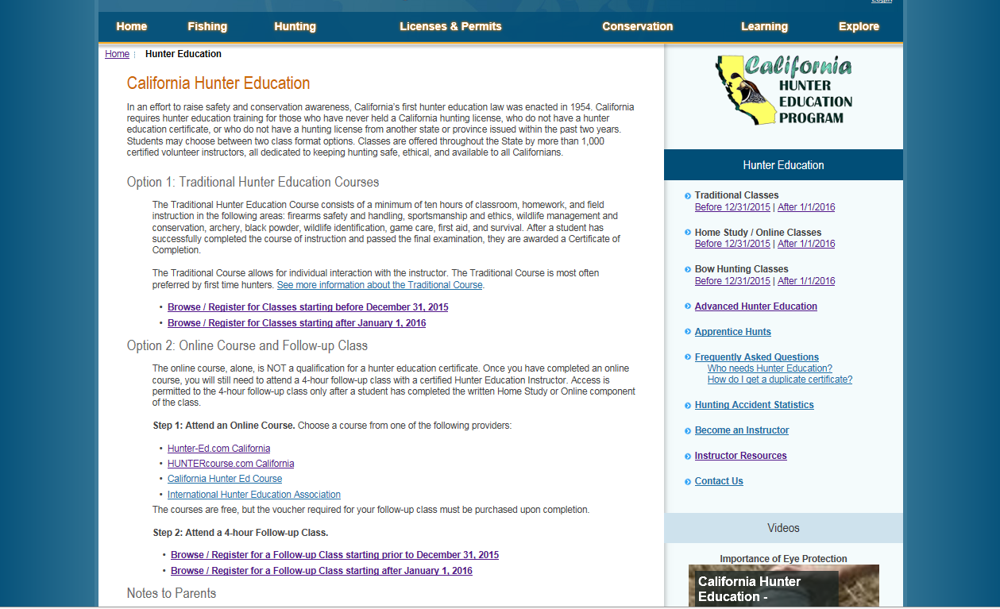 Login
Home Fishing Hunting Licenses & Permits Conservation Learning Explore
Home Hunter Education
California Hunter Education
In an effort to raise safety and conservation awareness, California's first hunter education law was enacted in 1954. California
requires hunter education training for those who have never held a California hunting license, who do not have a hunter
education certificate, or who do not have a hunting license from another state or province issued within the past two years.
Students may choose between two class format options. Classes are offered throughout the State by more than 1,000
certified volunteer instructors, all dedicated to keeping hunting safe, ethical, and available to all Californians.
Option 1: Traditional Hunter Education Courses
The Traditional Hunter Education Course consists of a minimum of ten hours of classroom, homework, and field
instruction in the following areas: firearms safety and handling, sportsmanship and ethics, wildlife management and
conservation, archery, black powder, wildlife identification, game care, first aid, and survival. After a student has
successfully completed the course of instruction and passed the final examination, they are awarded a Certificate of
Completion.
The Traditional Course allows for individual interaction with the instructor. The Traditional Course is most often
preferred by first time hunters. See more information about the Traditional Course.
• Browse / Register for Classes starting before December 31, 2015
• Browse / Register for Classes starting after January 1, 2016
Option 2: Online Course and Follow-up Class
The online course, alone, is NOT a qualification for a hunter education certificate. Once you have completed an online
course, you will still need to attend a 4-hour follow-up class with a certified Hunter Education Instructor. Access is
permitted to the 4-hour follow-up class only after a student has completed the written Home Study or Online component
of the class.
Step 1: Attend an Online Course. Choose a course from one of the following providers:
• Hunter-Ed.com California
• HUNTERcourse.com California
• California Hunter Ed Course
• International Hunter Education Association
The courses are free, but the voucher required for your follow-up class must be purchased upon completion.
Step 2: Attend a 4-hour Follow-up Class.
• Browse / Register for a Follow-up Class starting prior to December 31, 2015
• Browse / Register for a Follow-up Class starting after January 1, 2016
Notes to Parents
California
HUNTER
EDUCATION
PROGRAM
Hunter Education
Traditional Classes
Before 12/31/2015 | After 1/1/2016
Home Study / Online Classes
Before 12/31/2015 | After 1/1/2016
Bow Hunting Classes
Before 12/31/2015 | After 1/1/2016
Advanced Hunter Education
Apprentice Hunts
Frequently Asked Questions
Who needs Hunter Education?
How do I get a duplicate certificate?
Hunting Accident Statistics
Become an Instructor
Instructor Resources
Contact Us
Videos
Importance of Eye Protection
California Hunter
Education -